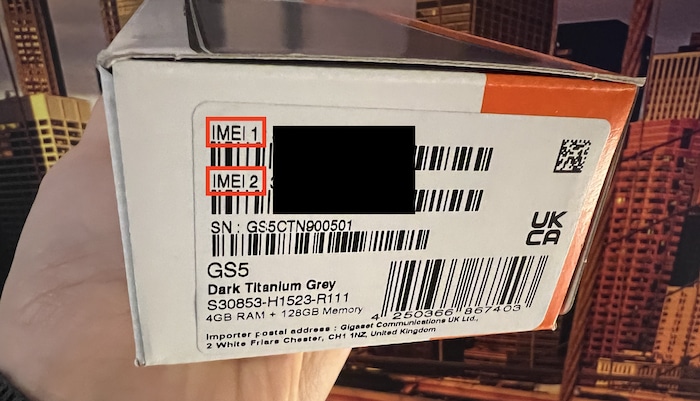 IMEI 1
IMEI 2
SN : GS5CTN900501
UK
CA
GS5
Dark Titanium Grey
S30853-H1523-R111
4GB RAM + 128GB Memory
4 250366 867403
Importer postal address : Gigaset Communications UK Ltd.,
2 White Friars Chester, CH1 1NZ, United Kingdom